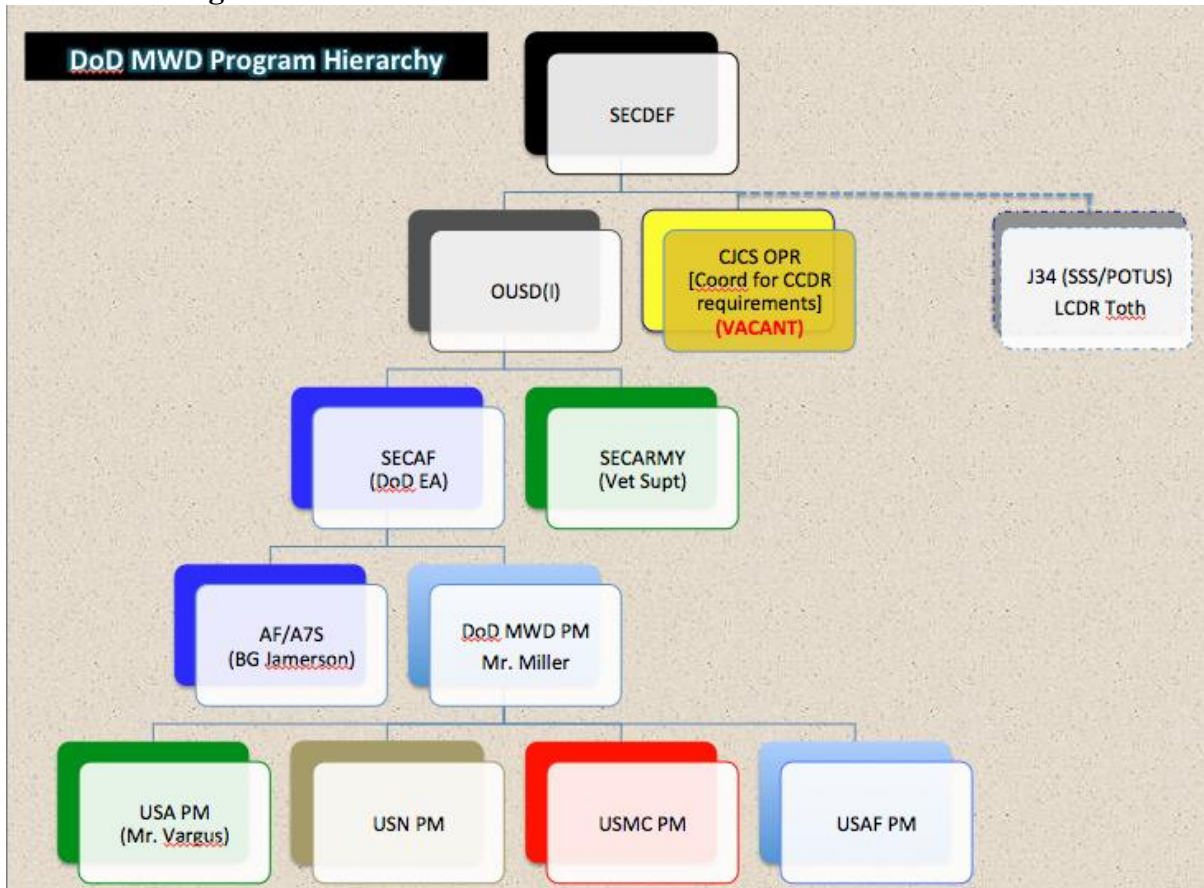 DoD MWD Program Hierarchy
SECDEF
OUSD(I)
CJCS OPR
[Coord for CCDR
requirements]
(VACANT)
J34 (SSS/POTUS)
LCDR Toth
SECAF
(DoD EA)
SECARMY
(Vet Supt)
AF/A7S
(BG Jamerson)
DoD MWD PM
Mr. Miller
USA PM
(Mr. Vargus)
USN PM
USMC PM
USAF PM